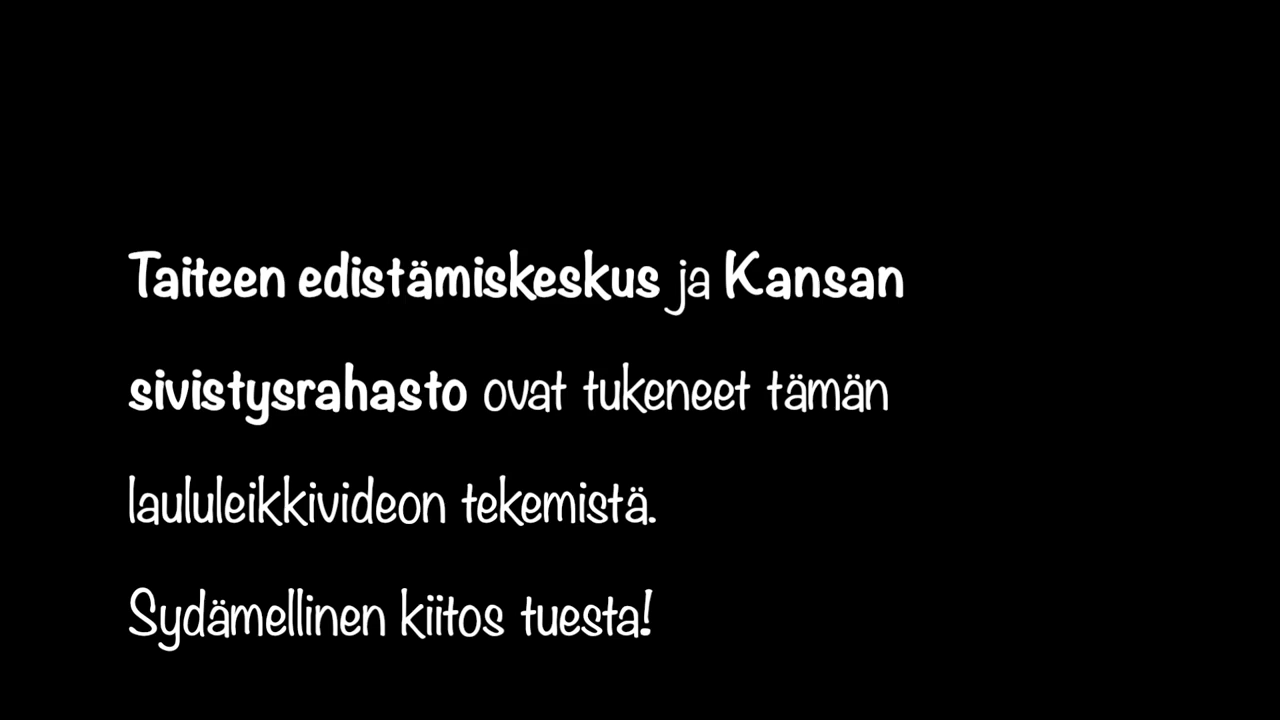 Taiteen edistämiskeskus ja Kansan
sivistysrahasto ovat tukeneet tämän
laululeikkivideon tekemistä.
Sydämellinen kiitos tuesta!